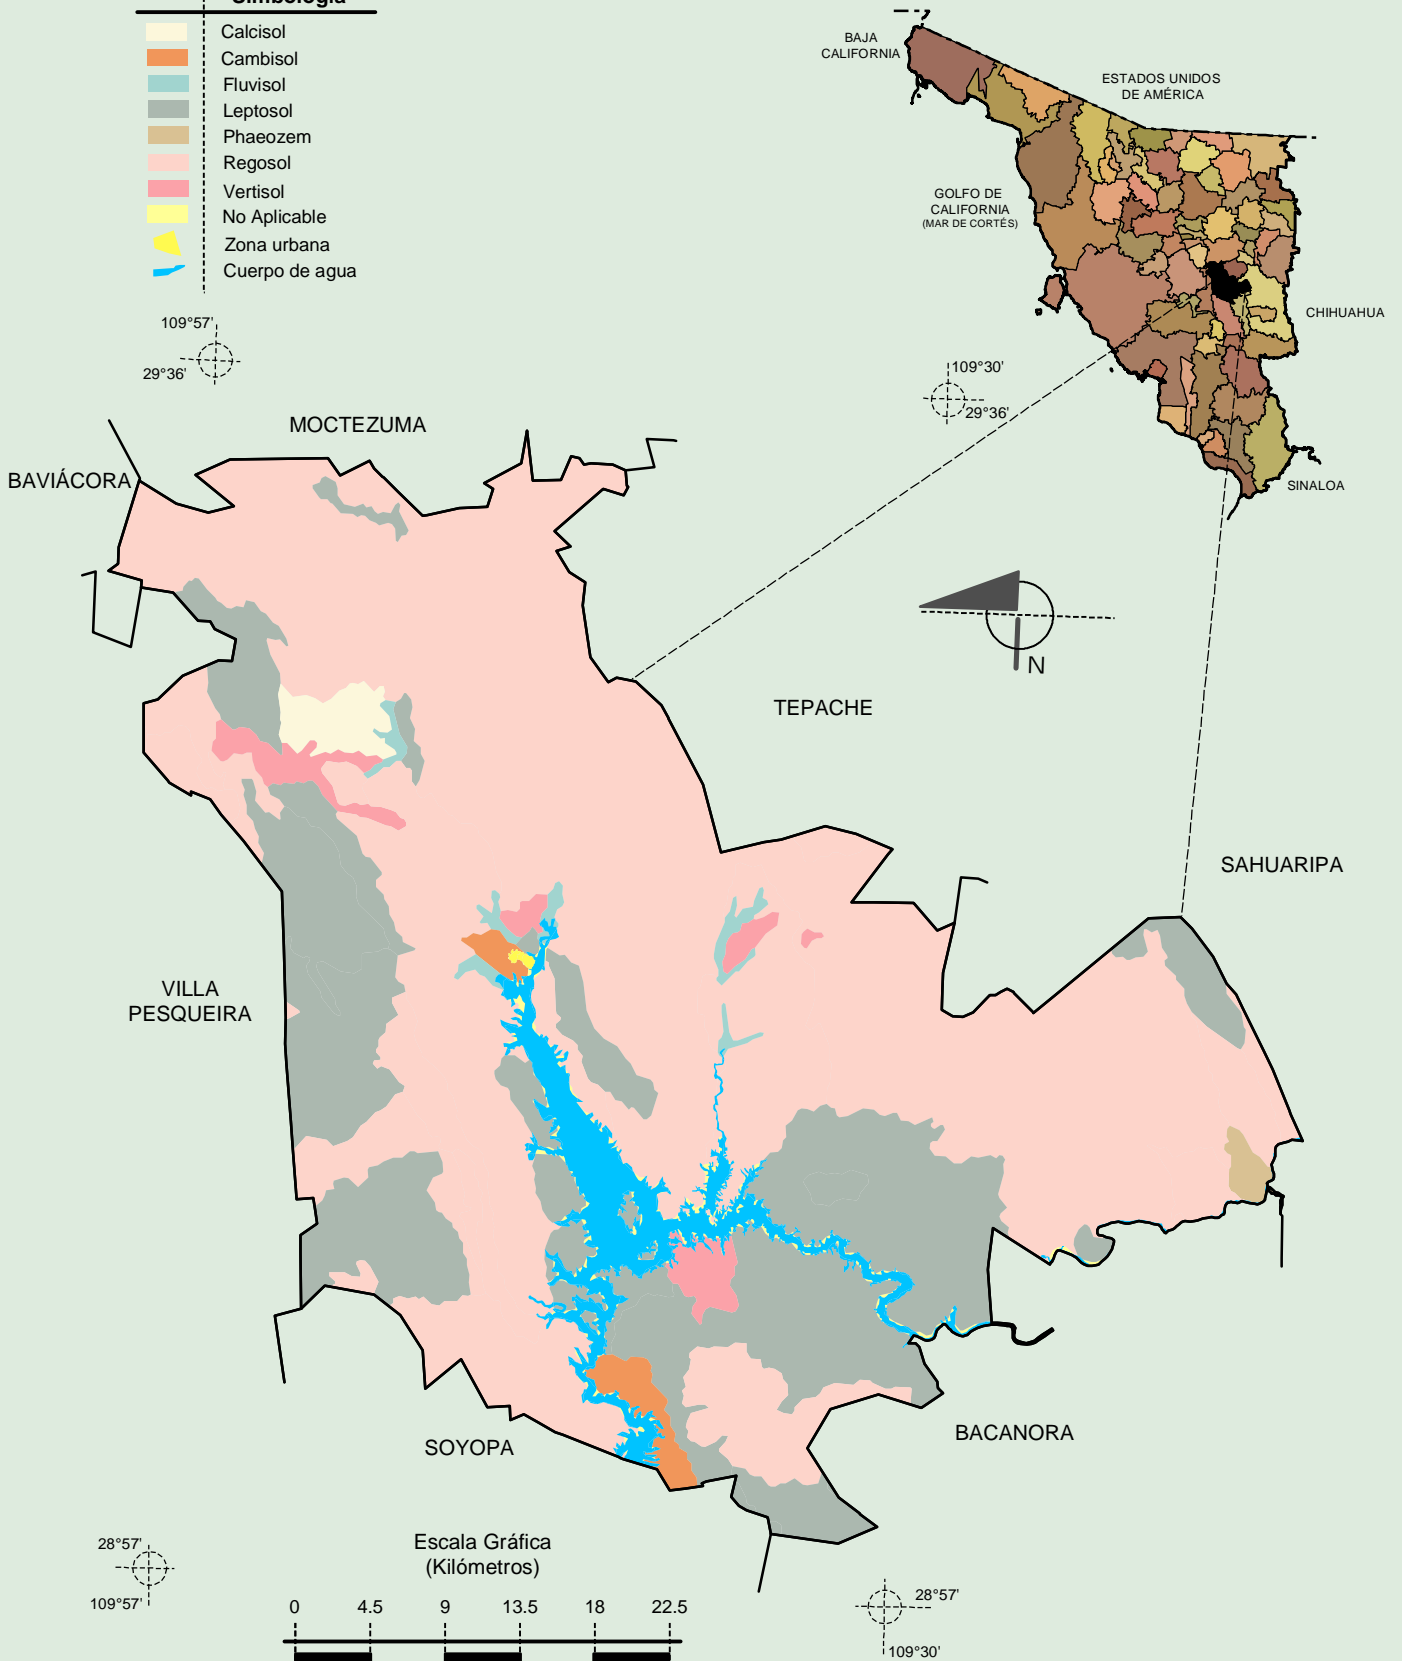 Simbología
Calcisol
Cambisol
Fluvisol
Leptosol
Phaeozem
Regosol
Vertisol
No Aplicable
Zona urbana
Cuerpo de agua
BAJA
CALIFORNIA
ESTADOS UNIDOS
DE AMÉRICA
GOLFO DE
CALIFORNIA
(MAR DE CORTÉS)
CHIHUAHUA
SINALOA
109°57'
29°36'
109°30'
29°36'
MOCTEZUMA
BAVIÁCORA
N
TEPACHE
SAHUARIPA
VILLA
PESQUEIRA
SOYOPA
BACANORA
28°57'
109°57'
Escala Gráfica
(Kilómetros)
0 4.5 9 13.5 18 22.5
28°57'
109°30'